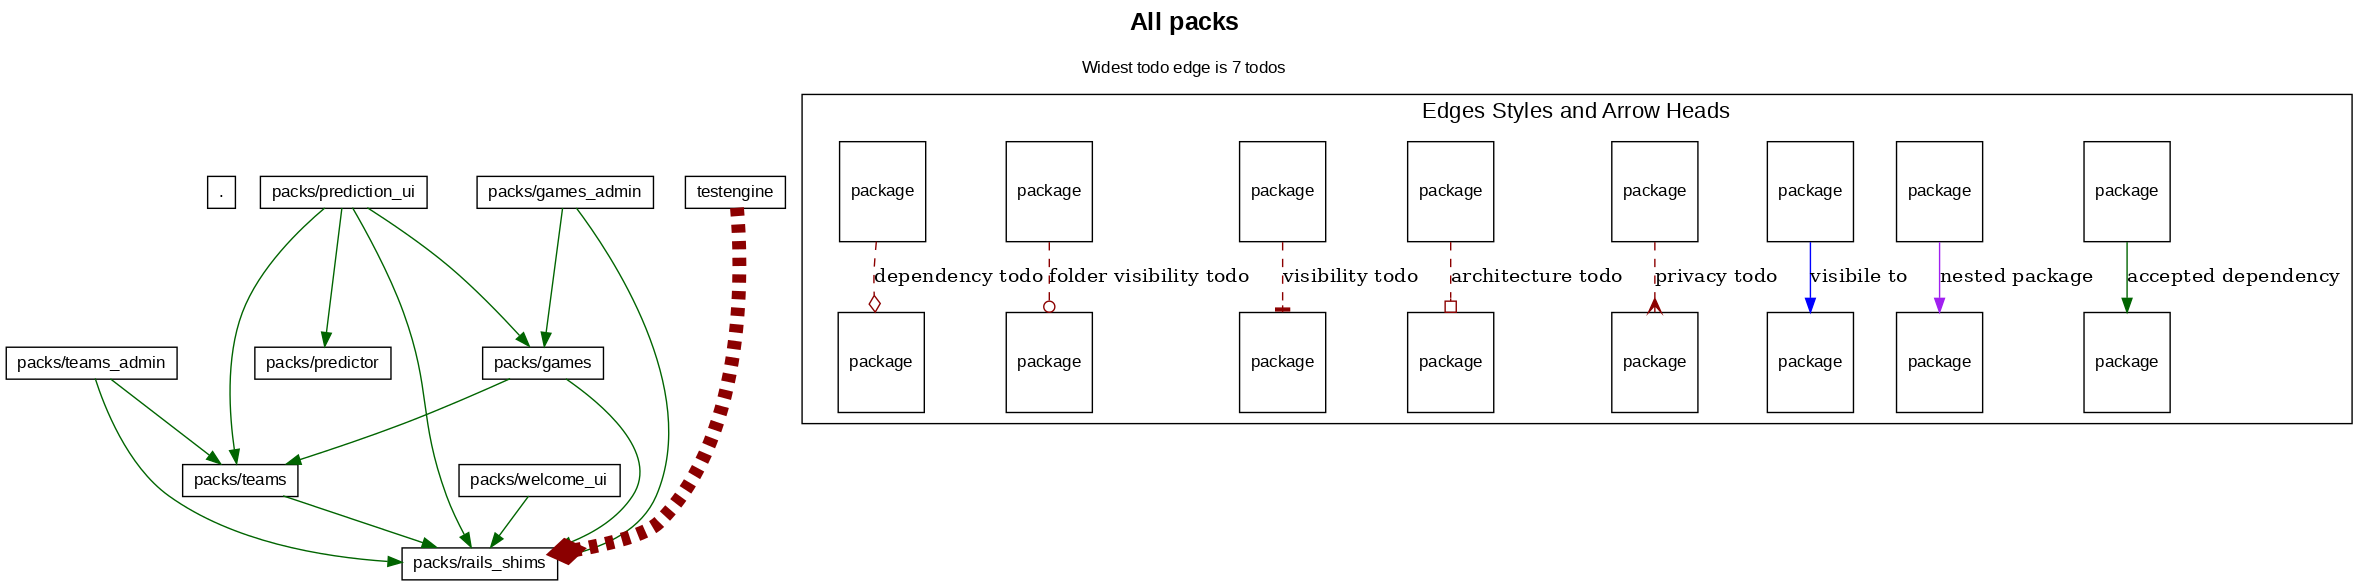 All packs
Widest todo edge is 7 todos
Edges Styles and Arrow Heads
.
packs/prediction_ui
packs/games_admin
testengine
package
package
package
package
package
package
package
package
dependency todo
folder visibility todo
visibility todo
architecture todo
privacy todo
visibile to
nested package
accepted dependency
packs/teams_admin
packs/predictor
packs/games
package
package
package
package
package
package
package
package
packs/teams
packs/welcome_ui
packs/rails_shims